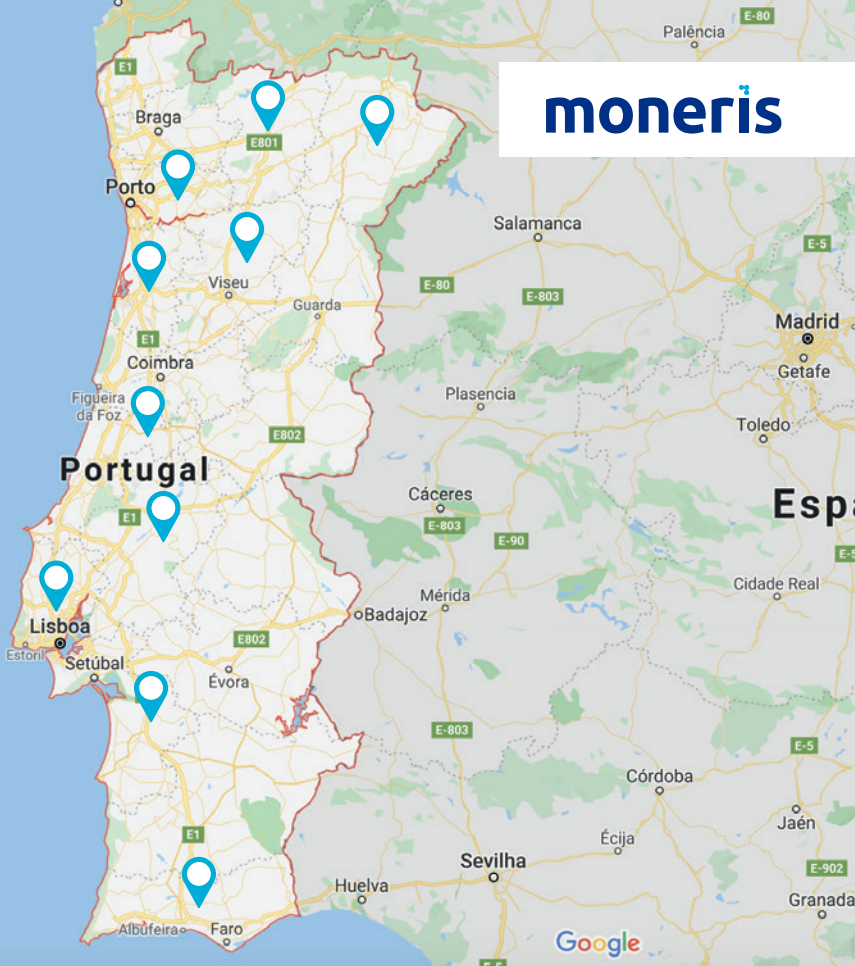 E-80
Palência
E1
moneris
Braga
E801
Porto
Salamanca
E-5
Viseu
E-80
E-803
Guarda
Madrid
E1
Coimbra
Getafe
Figueira
da Foz
Plasencia
Toledo
E802
Portugal
Cáceres
Espa
E1
E-803
E-90
E-5
Cidade Real
Mérida
Badajoz
Lisboa
E802
Estoril
Setúbal
Évora
E-803
E-5
Córdoba
Jaén
E1
Écija
Sevilha
E-902
Huelva
Granada
Albufeira
Faro
Google
E-5